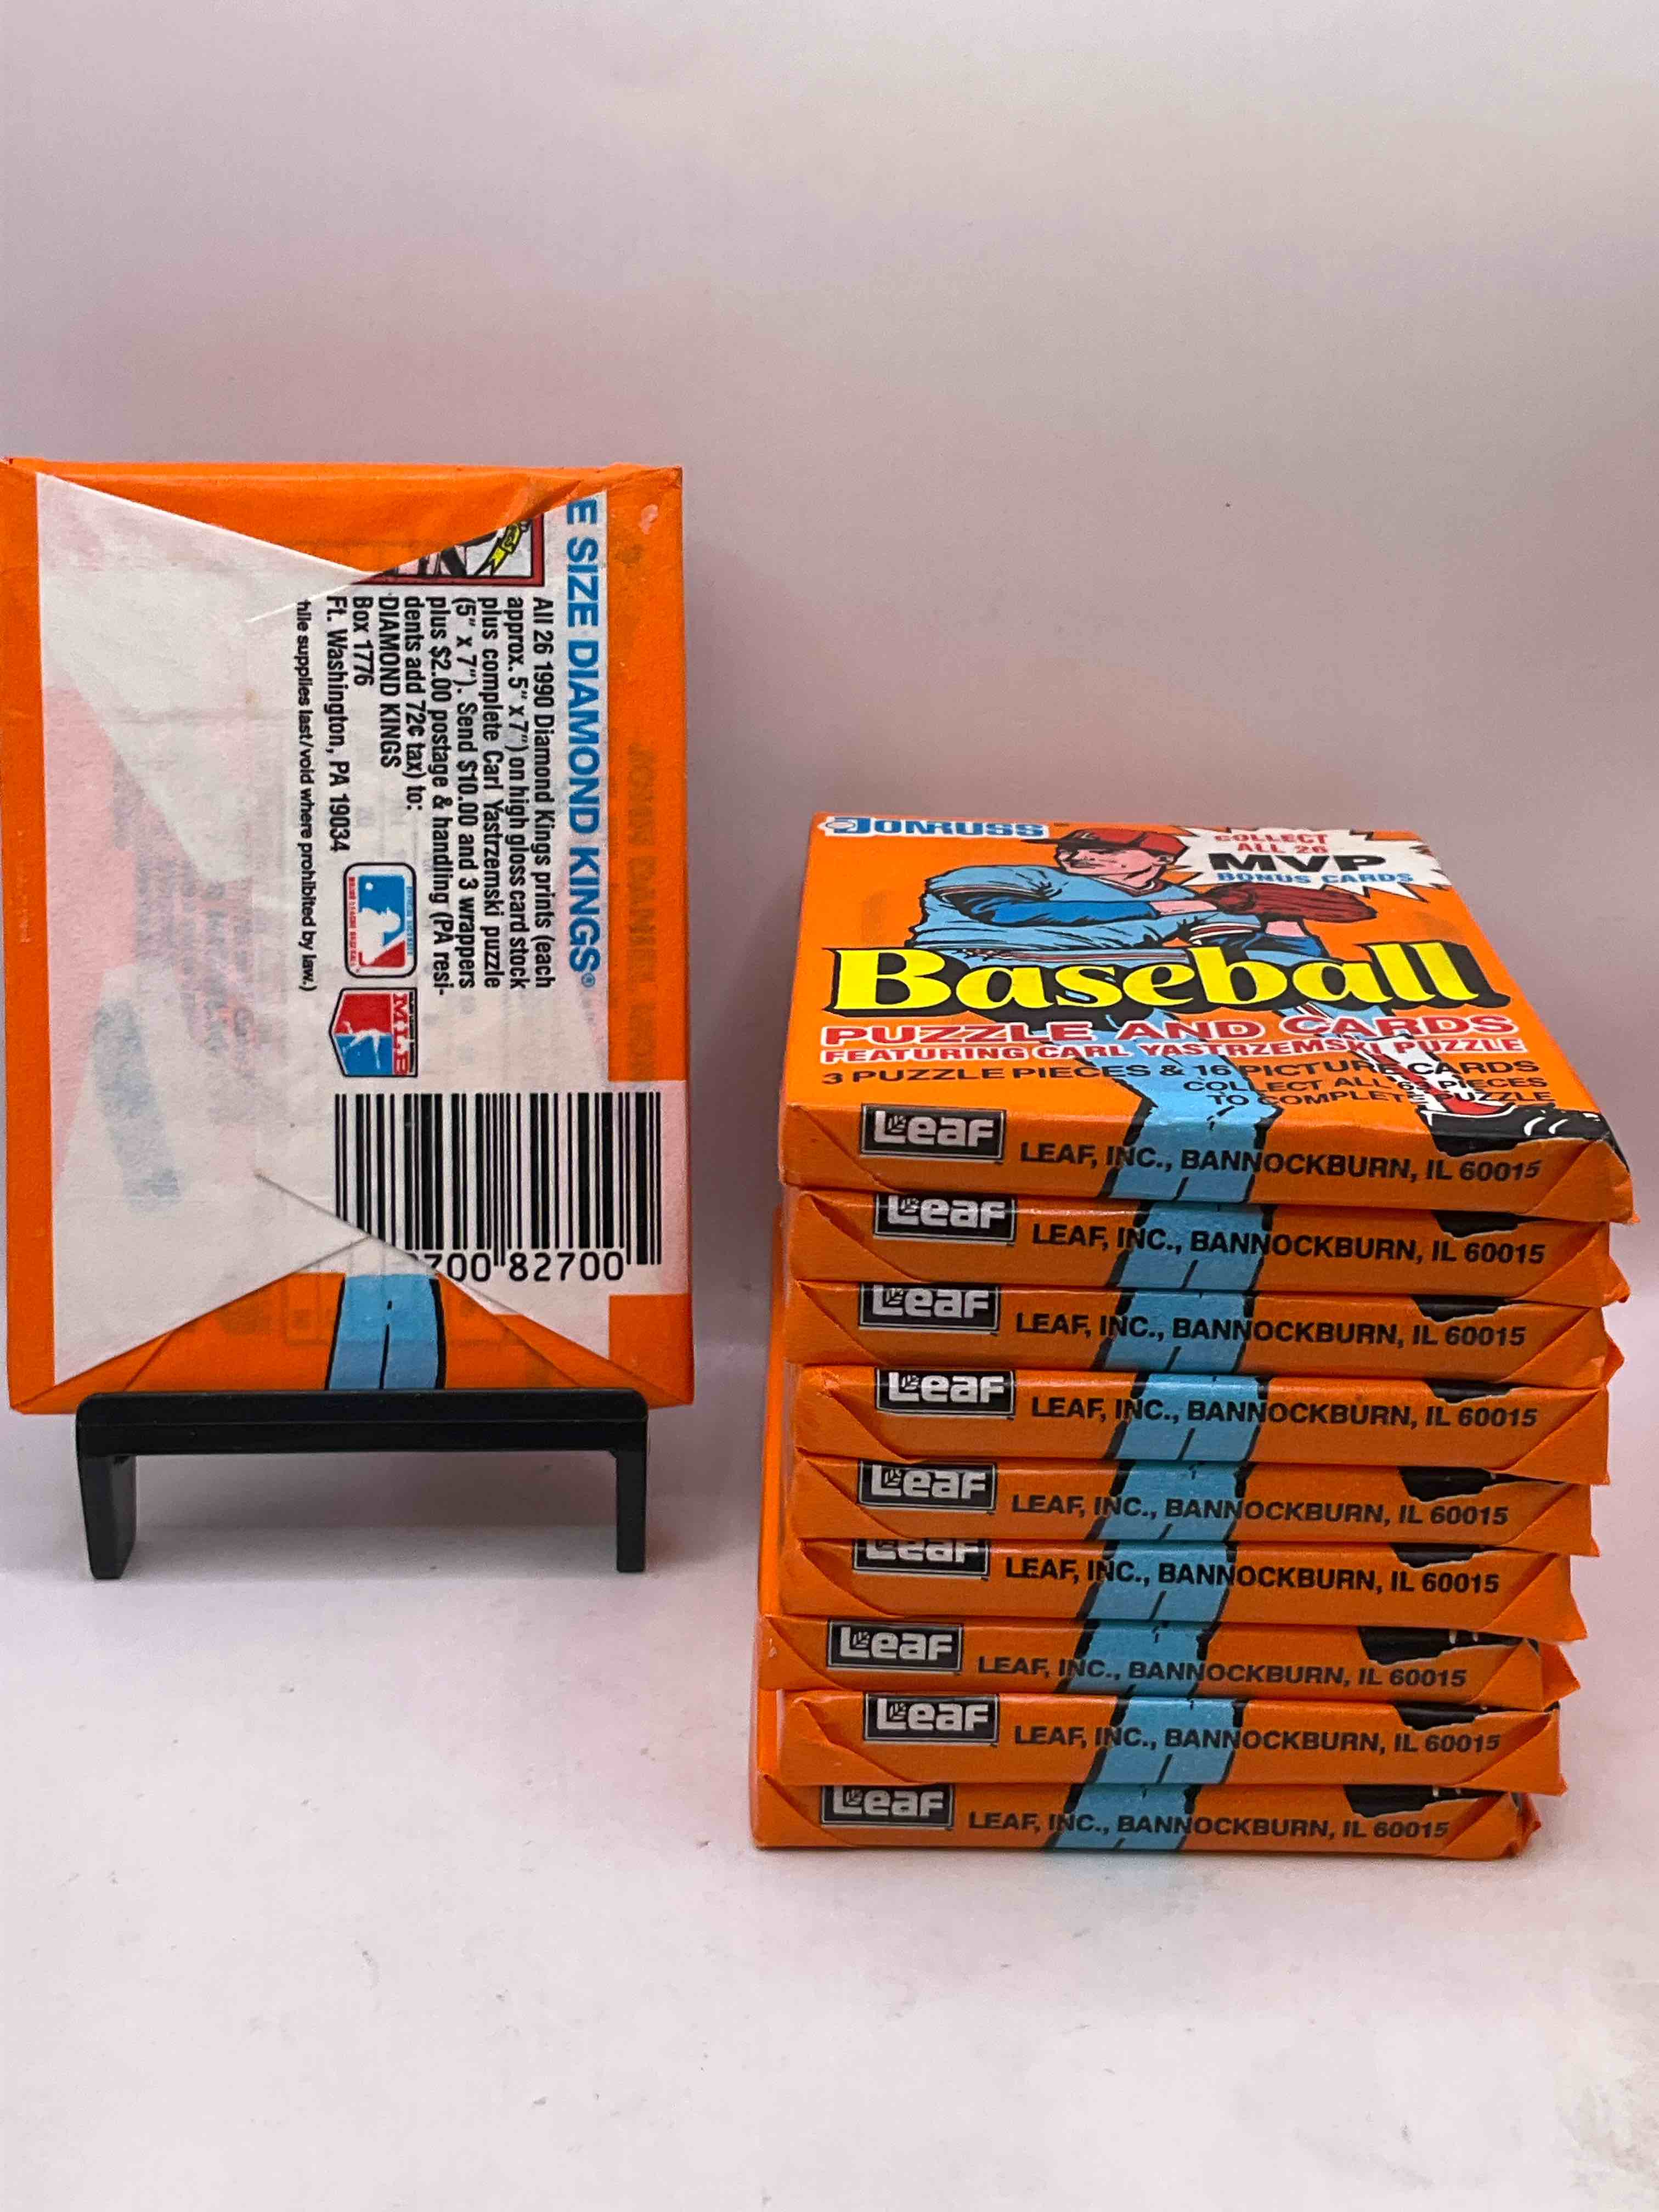 E SIZE DIAMOND KINGS®
All 26 1990 Diamond Kings prints (each
approx. 5" x 7") on high gloss card stock
plus complete Carl Yastrzemski puzzle
(5" x 7"). Send $10.00 and 3 wrappers
plus $2.00 postage & handling (PA resi-
dents add 72¢ tax) to:
DIAMOND KINGS
Box 1776
Ft. Washington, PA 19034
hile supplies last/void where prohibited by law.)
MLB
700 82700
DONRUSS
COLLECT
ALL 26
MVP
BONUS CARDS
Baseball
PUZZLE AND CARDS
FEATURING CARL YASTRZEMSKI PUZZLE
3 PUZZLE PIECES & 16 PICTURE CARDS
COLLECT ALL 63 PIECES
TO COMPLETE PUZZLE
Leaf LEAF, INC., BANNOCKBURN, IL 60015
Leaf LEAF, INC., BANNOCKBURN, IL 60015
Leaf LEAF, INC., BANNOCKBURN, IL 60015
Leaf LEAF, INC., BANNOCKBURN, IL 60015
Leaf LEAF, INC., BANNOCKBURN, IL 60015
Leaf LEAF, INC., BANNOCKBURN, IL 60015
Leaf LEAF, INC., BANNOCKBURN, IL 60015
Leaf LEAF, INC., BANNOCKBURN, IL 60015
Leaf LEAF, INC., BANNOCKBURN, IL 60015